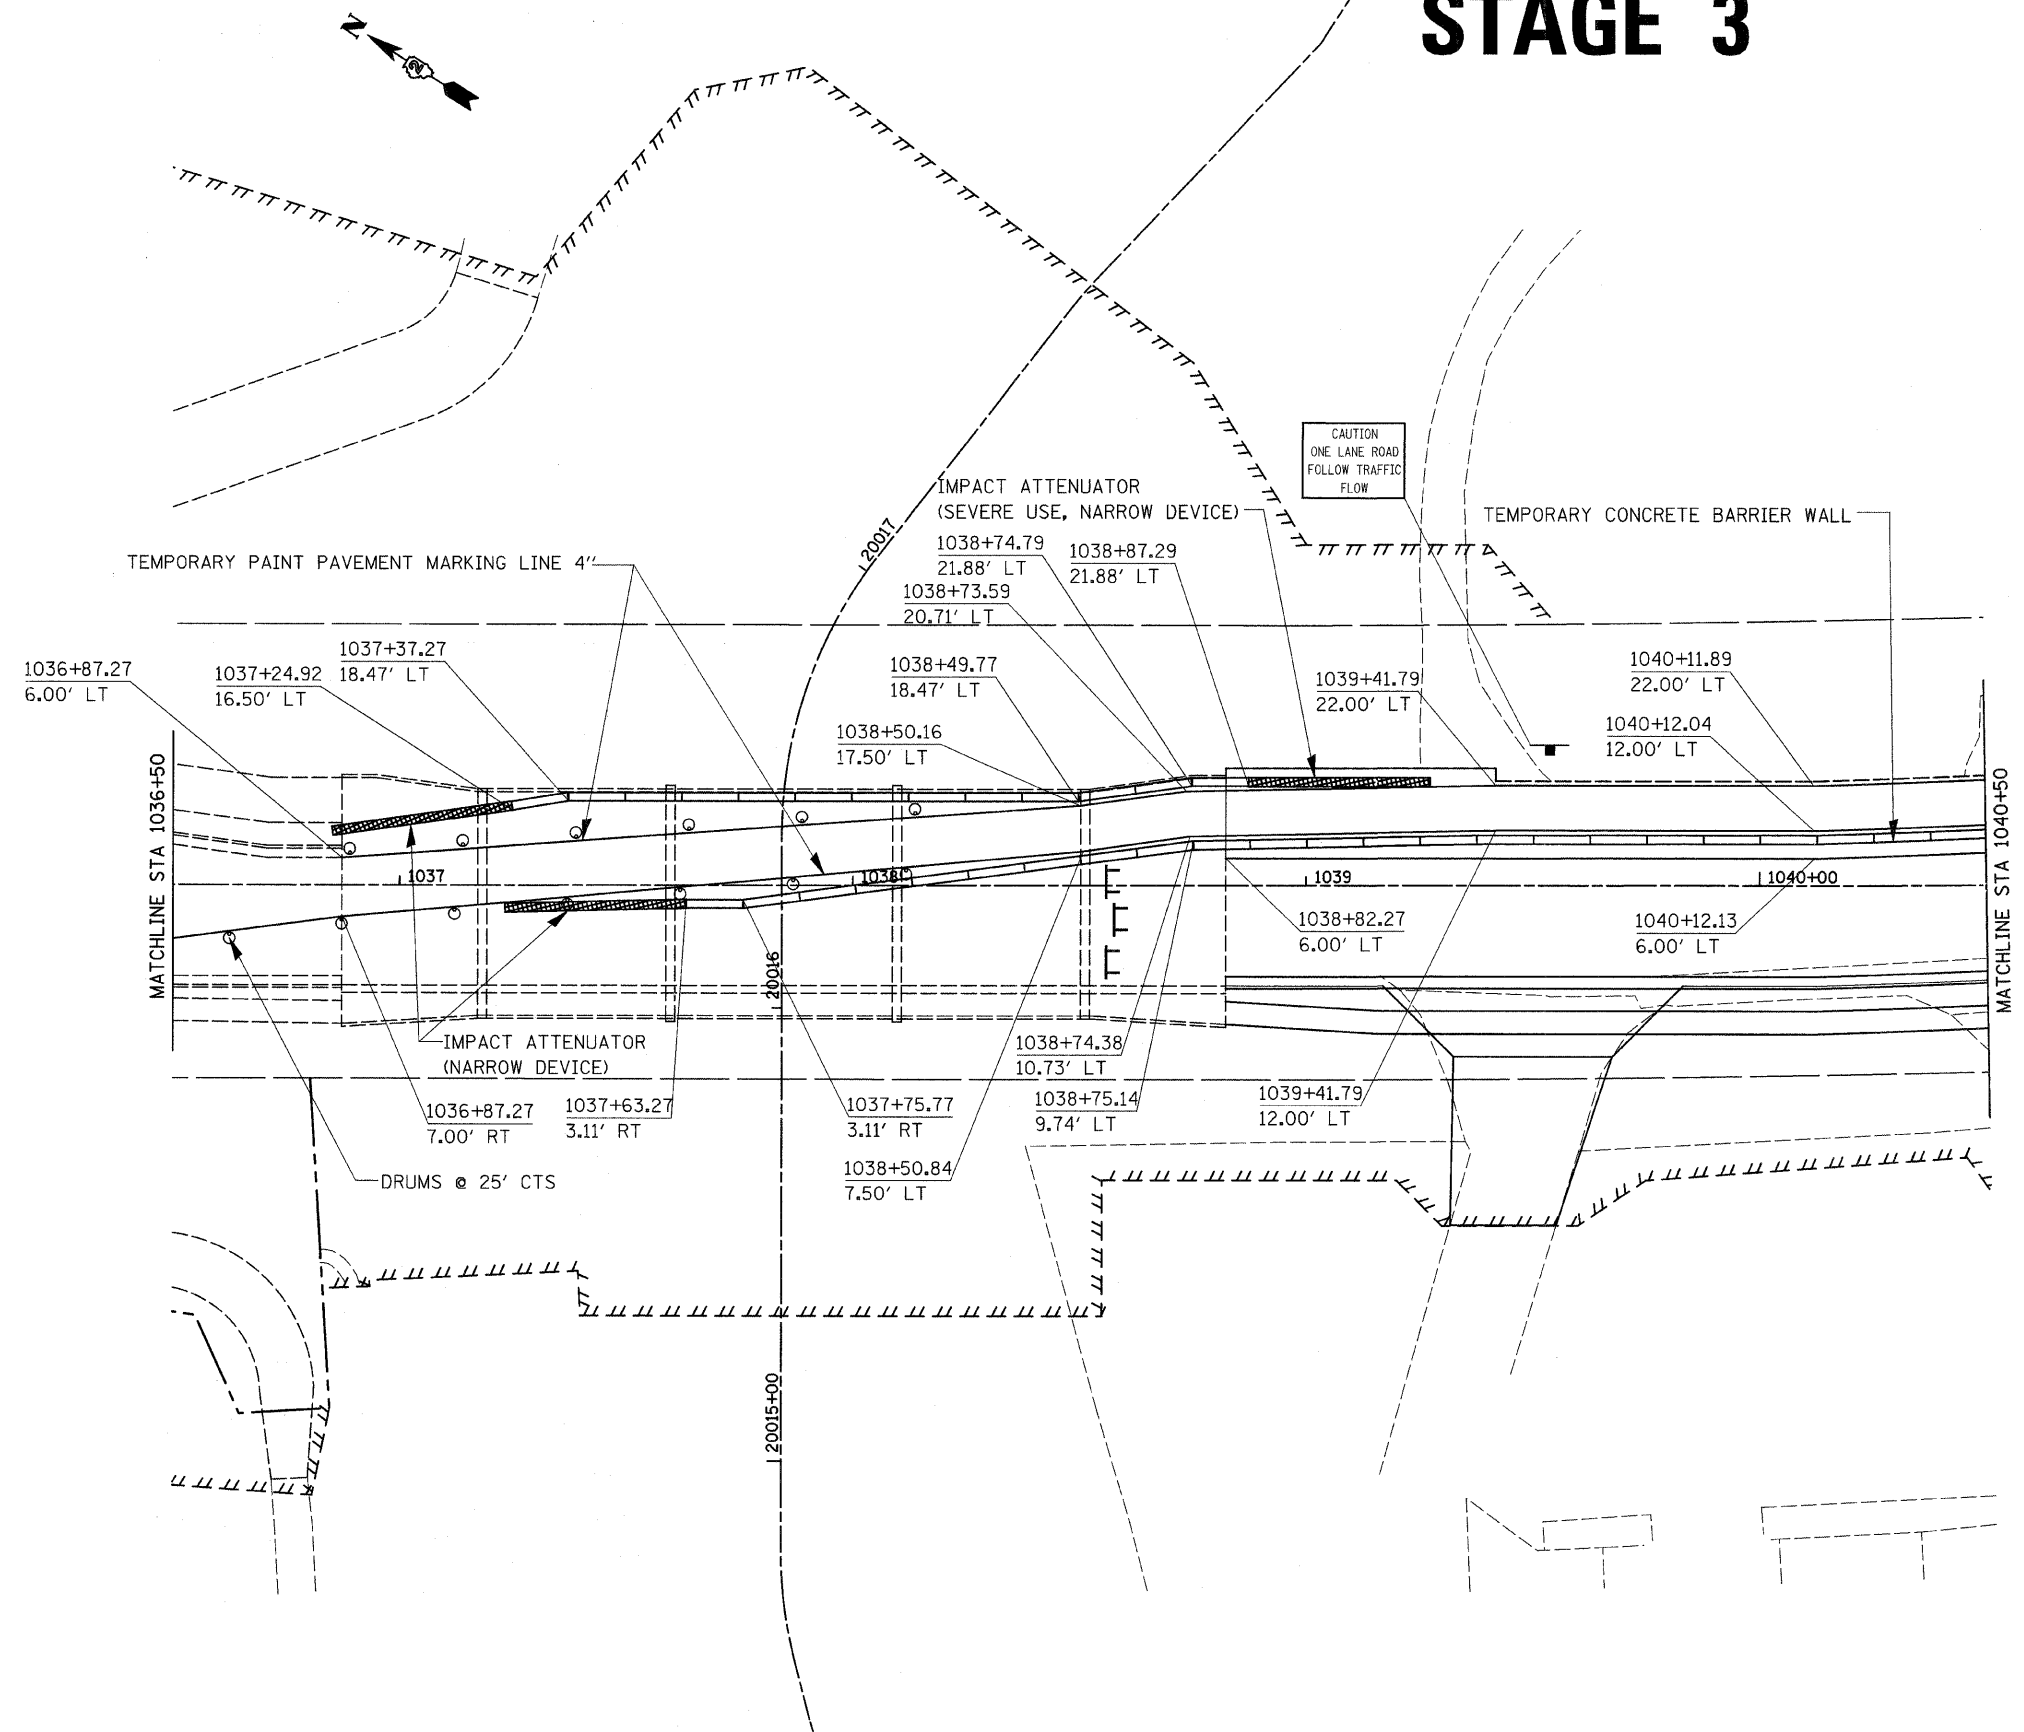 STAGE 3
N
2
CAUTION
ONE LANE ROAD
FOLLOW TRAFFIC
FLOW
IMPACT ATTENUATOR
(SEVERE USE, NARROW DEVICE)
TEMPORARY CONCRETE BARRIER WALL
20017
1038+74.79
21.88' LT
1038+87.29
21.88' LT
TEMPORARY PAINT PAVEMENT MARKING LINE 4"
1038+73.59
20.71' LT
1036+87.27
6.00' LT
1037+24.92
16.50' LT
1037+37.27
18.47' LT
1038+49.77
18.47' LT
1039+41.79
22.00' LT
1040+11.89
22.00' LT
1038+50.16
17.50' LT
1040+12.04
12.00' LT
MATCHLINE STA 1036+50
1037
1038
1039
1040+00
MATCHLINE STA 1040+50
1038+82.27
6.00' LT
1040+12.13
6.00' LT
20016
IMPACT ATTENUATOR
(NARROW DEVICE)
1038+74.38
10.73' LT
1036+87.27
7.00' RT
1037+63.27
3.11' RT
1037+75.77
3.11' RT
1038+75.14
9.74' LT
1039+41.79
12.00' LT
1038+50.84
7.50' LT
DRUMS @ 25' CTS
20015+00